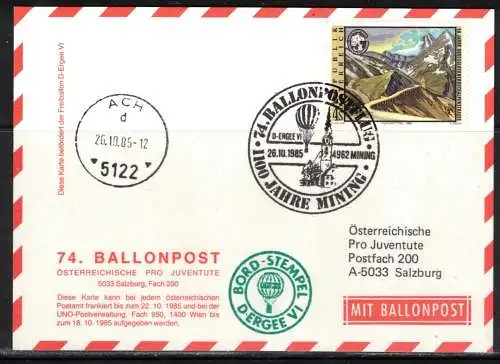 Diese Karte befördert der Freiballon D-Ergee VI
ACH
d
26.10.85-12
5122
74. BALLONPOSTFLUG
D-ERGEE VI
26.10.1985
4962 MINING
1100 JAHRE MINING
REPUBLIK
ÖSTERREICH
74. BALLONPOST
ÖSTERREICHISCHE PRO JUVENTUTE
5033 Salzburg, Fach 200
Diese Karte kann bei jedem österreichischen
Postamt frankiert bis zum 22. 10. 1985 und bei der
UNO-Postverwaltung, Fach 950, 1400 Wien bis
zum 18. 10. 1985 aufgegeben werden.
BORD-STEMPEL
D-ERGEE VI
Österreichische
Pro Juventute
Postfach 200
A-5033 Salzburg
MIT BALLONPOST